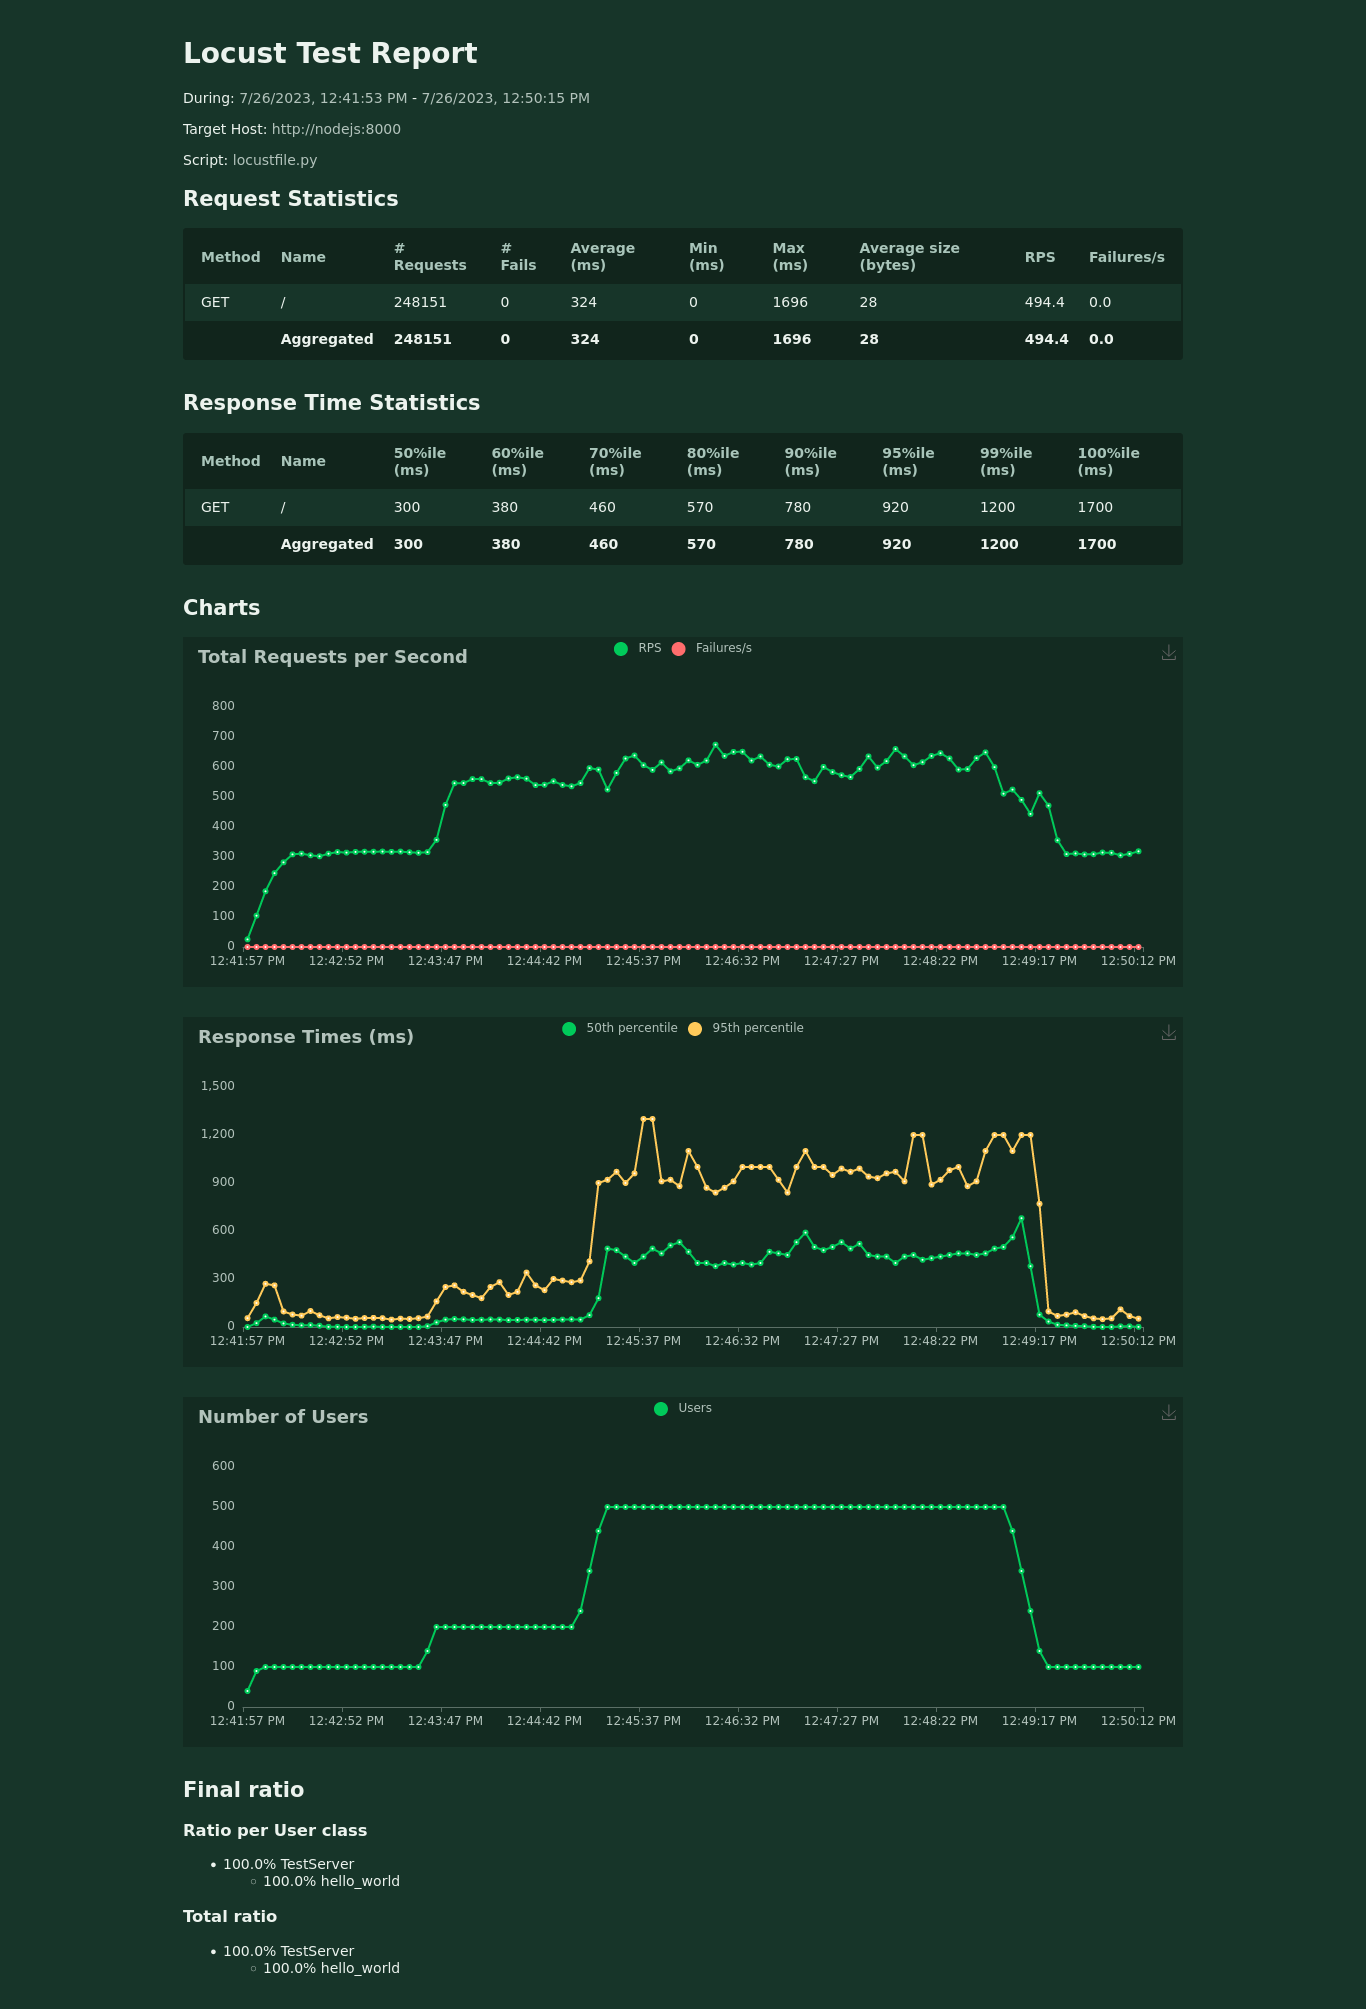 Locust Test Report
During: 7/26/2023, 12:41:53 PM - 7/26/2023, 12:50:15 PM
Target Host: http://nodejs:8000
Script: locustfile.py
Request Statistics
Method Name # Requests # Fails Average (ms) Min (ms) Max (ms) Average size (bytes) RPS Failures/s
GET / 248151 0 324 0 1696 28 494.4 0.0
Aggregated 248151 0 324 0 1696 28 494.4 0.0
Response Time Statistics
Method Name 50%ile (ms) 60%ile (ms) 70%ile (ms) 80%ile (ms) 90%ile (ms) 95%ile (ms) 99%ile (ms) 100%ile (ms)
GET / 300 380 460 570 780 920 1200 1700
Aggregated 300 380 460 570 780 920 1200 1700
Charts
Total Requests per Second
RPS Failures/s
800
700
600
500
400
300
200
100
0
12:41:57 PM 12:42:52 PM 12:43:47 PM 12:44:42 PM 12:45:37 PM 12:46:32 PM 12:47:27 PM 12:48:22 PM 12:49:17 PM 12:50:12 PM
Response Times (ms)
50th percentile 95th percentile
1,500
1,200
900
600
300
0
12:41:57 PM 12:42:52 PM 12:43:47 PM 12:44:42 PM 12:45:37 PM 12:46:32 PM 12:47:27 PM 12:48:22 PM 12:49:17 PM 12:50:12 PM
Number of Users
Users
600
500
400
300
200
100
0
12:41:57 PM 12:42:52 PM 12:43:47 PM 12:44:42 PM 12:45:37 PM 12:46:32 PM 12:47:27 PM 12:48:22 PM 12:49:17 PM 12:50:12 PM
Final ratio
Ratio per User class
• 100.0% TestServer
○ 100.0% hello_world
Total ratio
• 100.0% TestServer
○ 100.0% hello_world